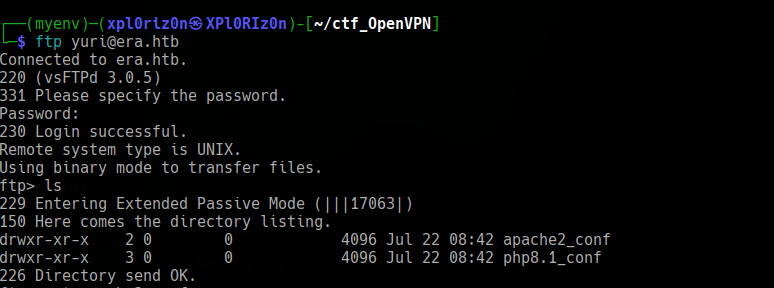 ┌──(myenv)─(xpl0riz0n㉿XPl0RIz0n)-[~/ctf_OpenVPN]
└─$ ftp yuri@era.htb
Connected to era.htb.
220 (vsFTPd 3.0.5)
331 Please specify the password.
Password:
230 Login successful.
Remote system type is UNIX.
Using binary mode to transfer files.
ftp> ls
229 Entering Extended Passive Mode (|||17063|)
150 Here comes the directory listing.
drwxr-xr-x    2 0        0            4096 Jul 22 08:42 apache2_conf
drwxr-xr-x    3 0        0            4096 Jul 22 08:42 php8.1_conf
226 Directory send OK.